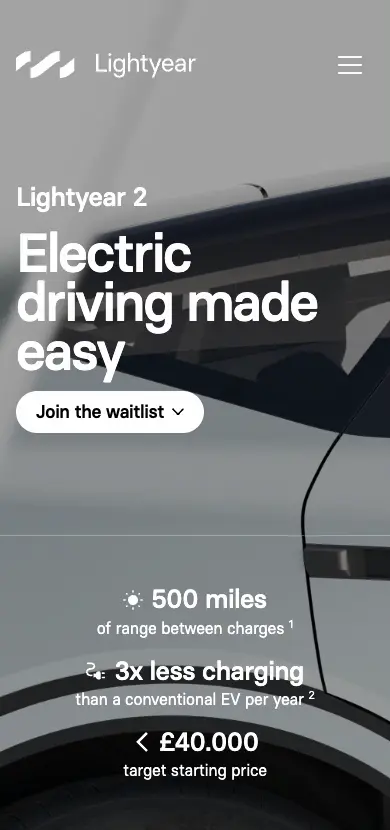 Lightyear
Lightyear 2
Electric
driving made
easy
Join the waitlist
500 miles
of range between charges 1
3x less charging
than a conventional EV per year 2
< £40.000
target starting price